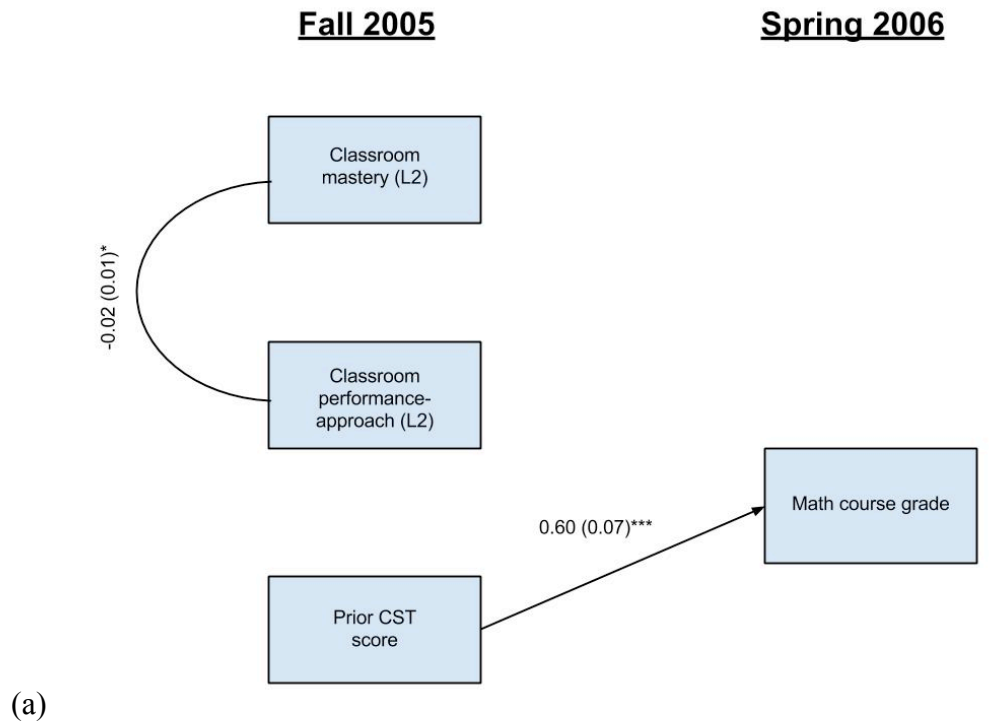 Fall 2005
Spring 2006
Classroom
mastery (L2)
-0.02 (0.01)*
Classroom
performance-
approach (L2)
Math course grade
0.60 (0.07)***
Prior CST
score
(a)